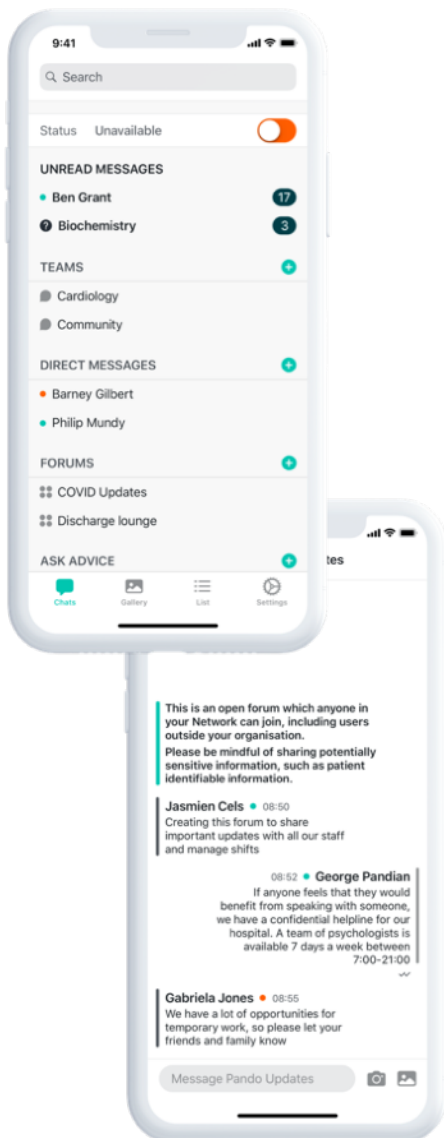 9:41
Search
Status Unavailable
UNREAD MESSAGES
Ben Grant 17
Biochemistry 3
TEAMS
Cardiology
Community
DIRECT MESSAGES
Barney Gilbert
Philip Mundy
FORUMS
COVID Updates
Discharge lounge
ASK ADVICE
Chats Gallery List Settings
tes
This is an open forum which anyone in
your Network can join, including users
outside your organisation.
Please be mindful of sharing potentially
sensitive information, such as patient
identifiable information.
Jasmien Cels 08:50
Creating this forum to share
important updates with all our staff
and manage shifts
08:52 George Pandian
If anyone feels that they would
benefit from speaking with someone,
we have a confidential helpline for our
hospital. A team of psychologists is
available 7 days a week between
7:00-21:00
Gabriela Jones 08:55
We have a lot of opportunities for
temporary work, so please let your
friends and family know
Message Pando Updates